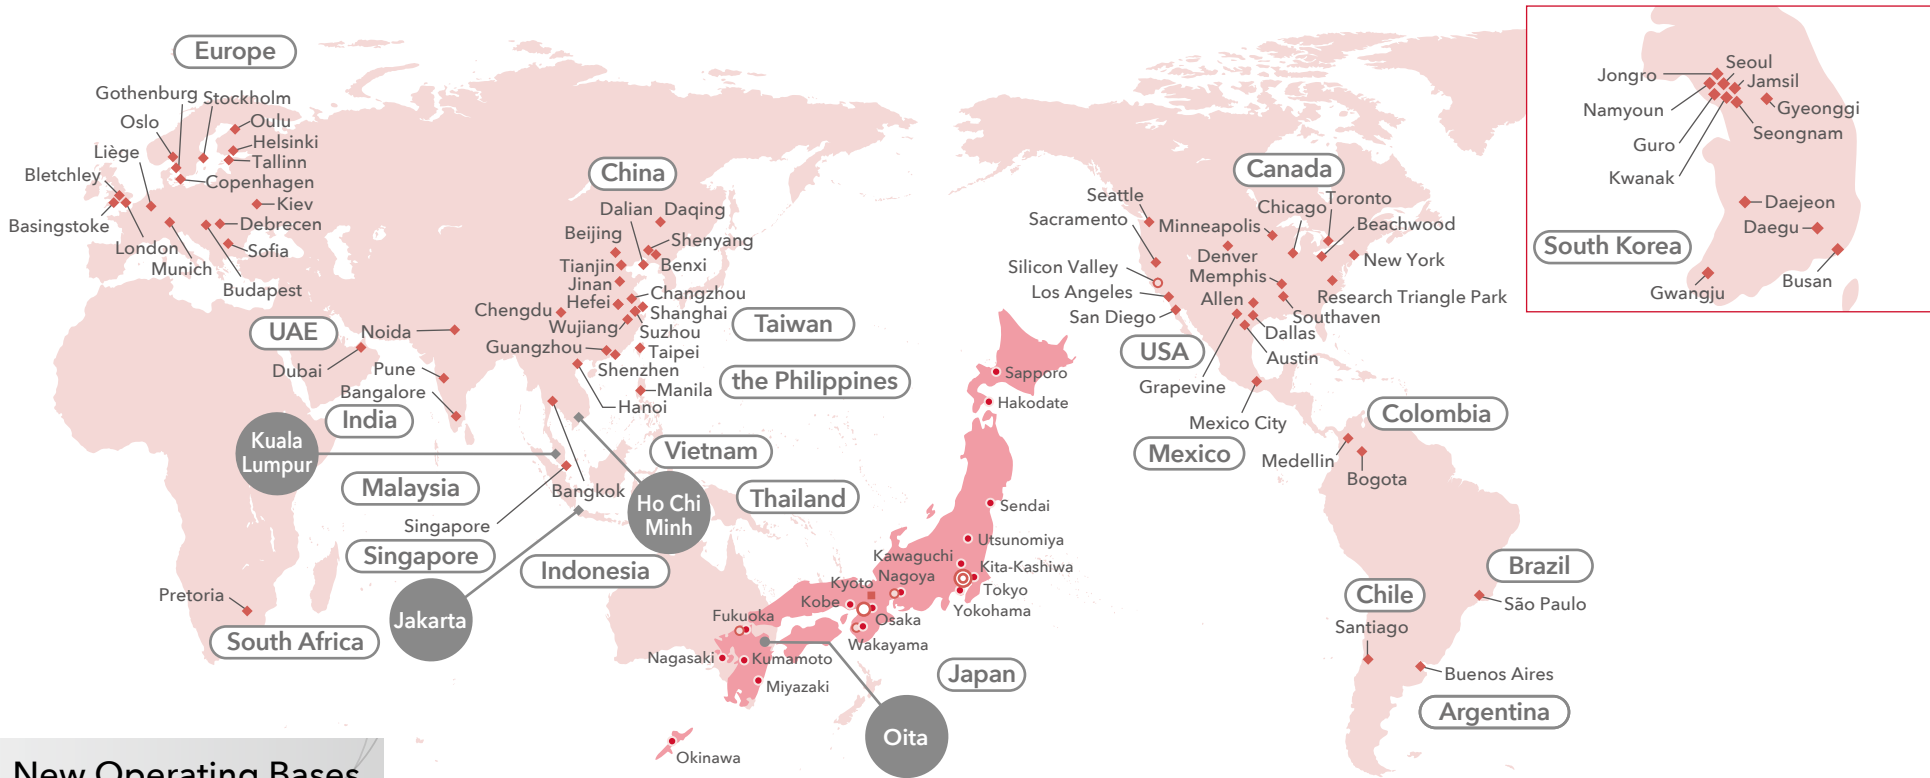 Europe
Gothenburg
Stockholm
Oslo
Oulu
Helsinki
Liège
Tallinn
Bletchley
Copenhagen
Kiev
Basingstoke
Debrecen
London
Sofia
Munich
Budapest
UAE
Noida
Dubai
Pune
Bangalore
India
Kuala
Lumpur
Malaysia
Singapore
Singapore
Jakarta
Pretoria
South Africa
China
Dalian
Daqing
Beijing
Shenyang
Tianjin
Benxi
Jinan
Hefei
Changzhou
Chengdu
Shanghai
Wujiang
Suzhou
Guangzhou
Taipei
Shenzhen
Manila
Hanoi
Taiwan
the Philippines
Vietnam
Bangkok
Ho Chi
Minh
Thailand
Indonesia
Sapporo
Hakodate
Sendai
Utsunomiya
Kawaguchi
Kita-Kashiwa
Nagoya
Kyoto
Tokyo
Kobe
Yokohama
Osaka
Fukuoka
Wakayama
Nagasaki
Kumamoto
Miyazaki
Japan
Oita
Okinawa
Canada
Seattle
Toronto
Chicago
Sacramento
Minneapolis
Beachwood
Denver
New York
Silicon Valley
Memphis
Los Angeles
Allen
Research Triangle Park
San Diego
Southaven
Dallas
USA
Austin
Grapevine
Mexico City
Mexico
Colombia
Medellin
Bogota
Brazil
São Paulo
Chile
Santiago
Buenos Aires
Argentina
Jongro
Seoul
Jamsil
Namyoun
Gyeonggi
Seongnam
Guro
Kwanak
Daejeon
Daegu
South Korea
Busan
Gwangju
New Operating Bases